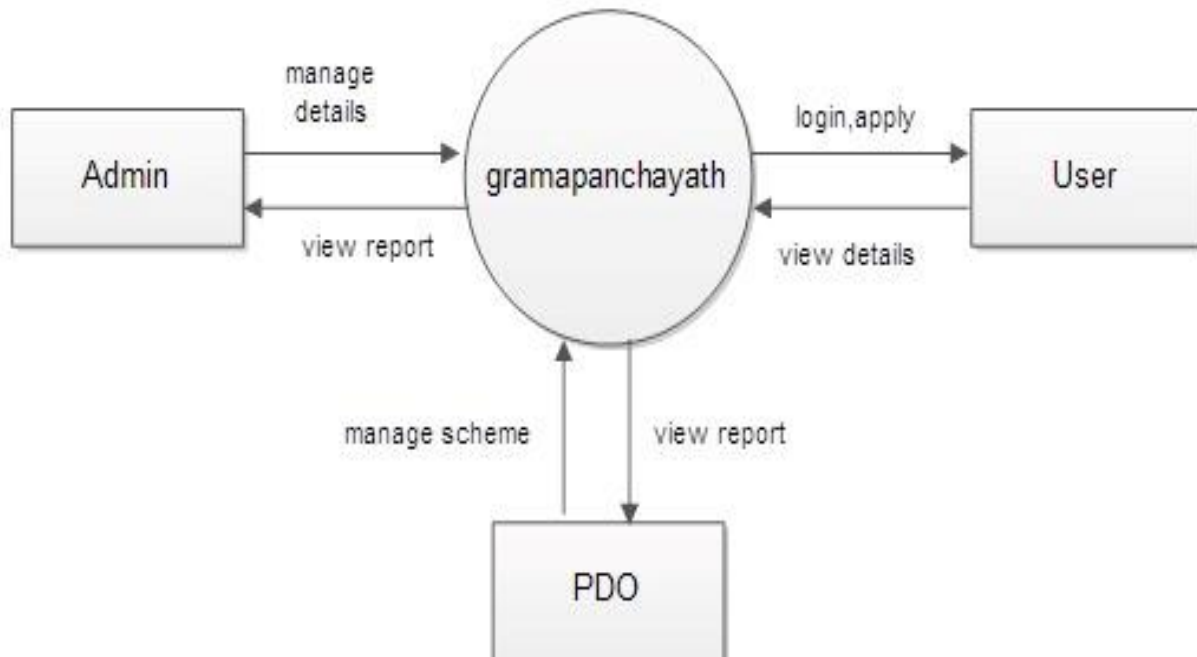 manage
details
login,apply
Admin
gramapanchayath
User
view report
view details
manage scheme
view report
PDO